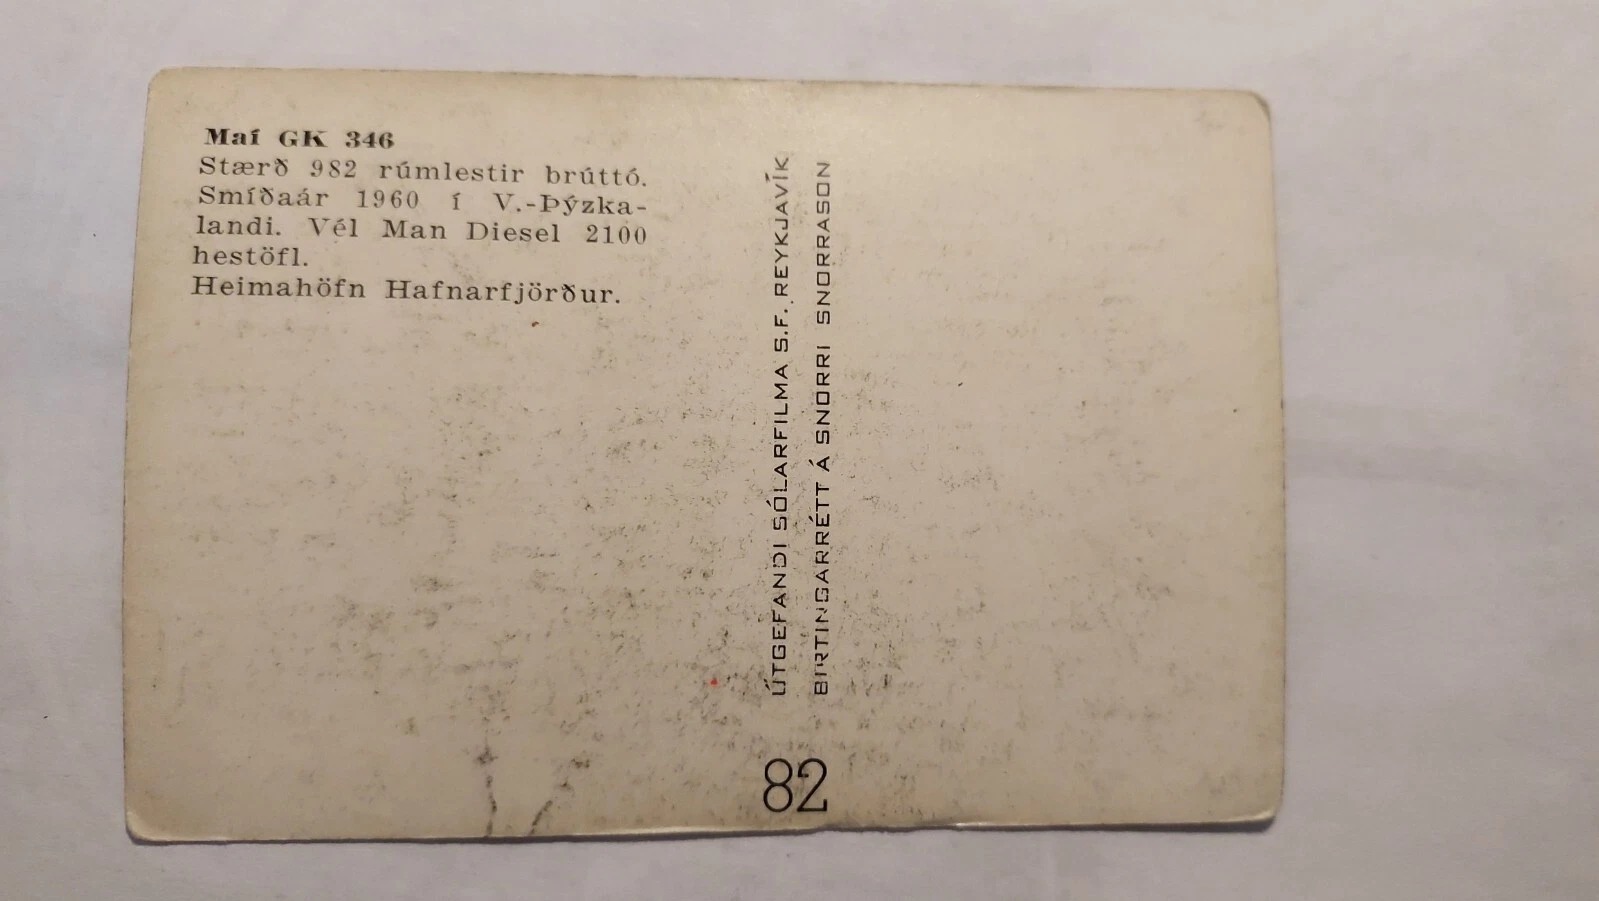 Maí GK 346
Stærð 982 rúmlestir brúttó.
Smíðaár 1960 í V.-Þýzka-
landi. Vél Man Diesel 2100
hestöfl.
Heimahöfn Hafnarfjörður.
ÚTGEFANDI SÓLARFILMA S.F. REYKJAVÍK
BIRTINGARRÉTT Á SNORRI SNORRASON
82